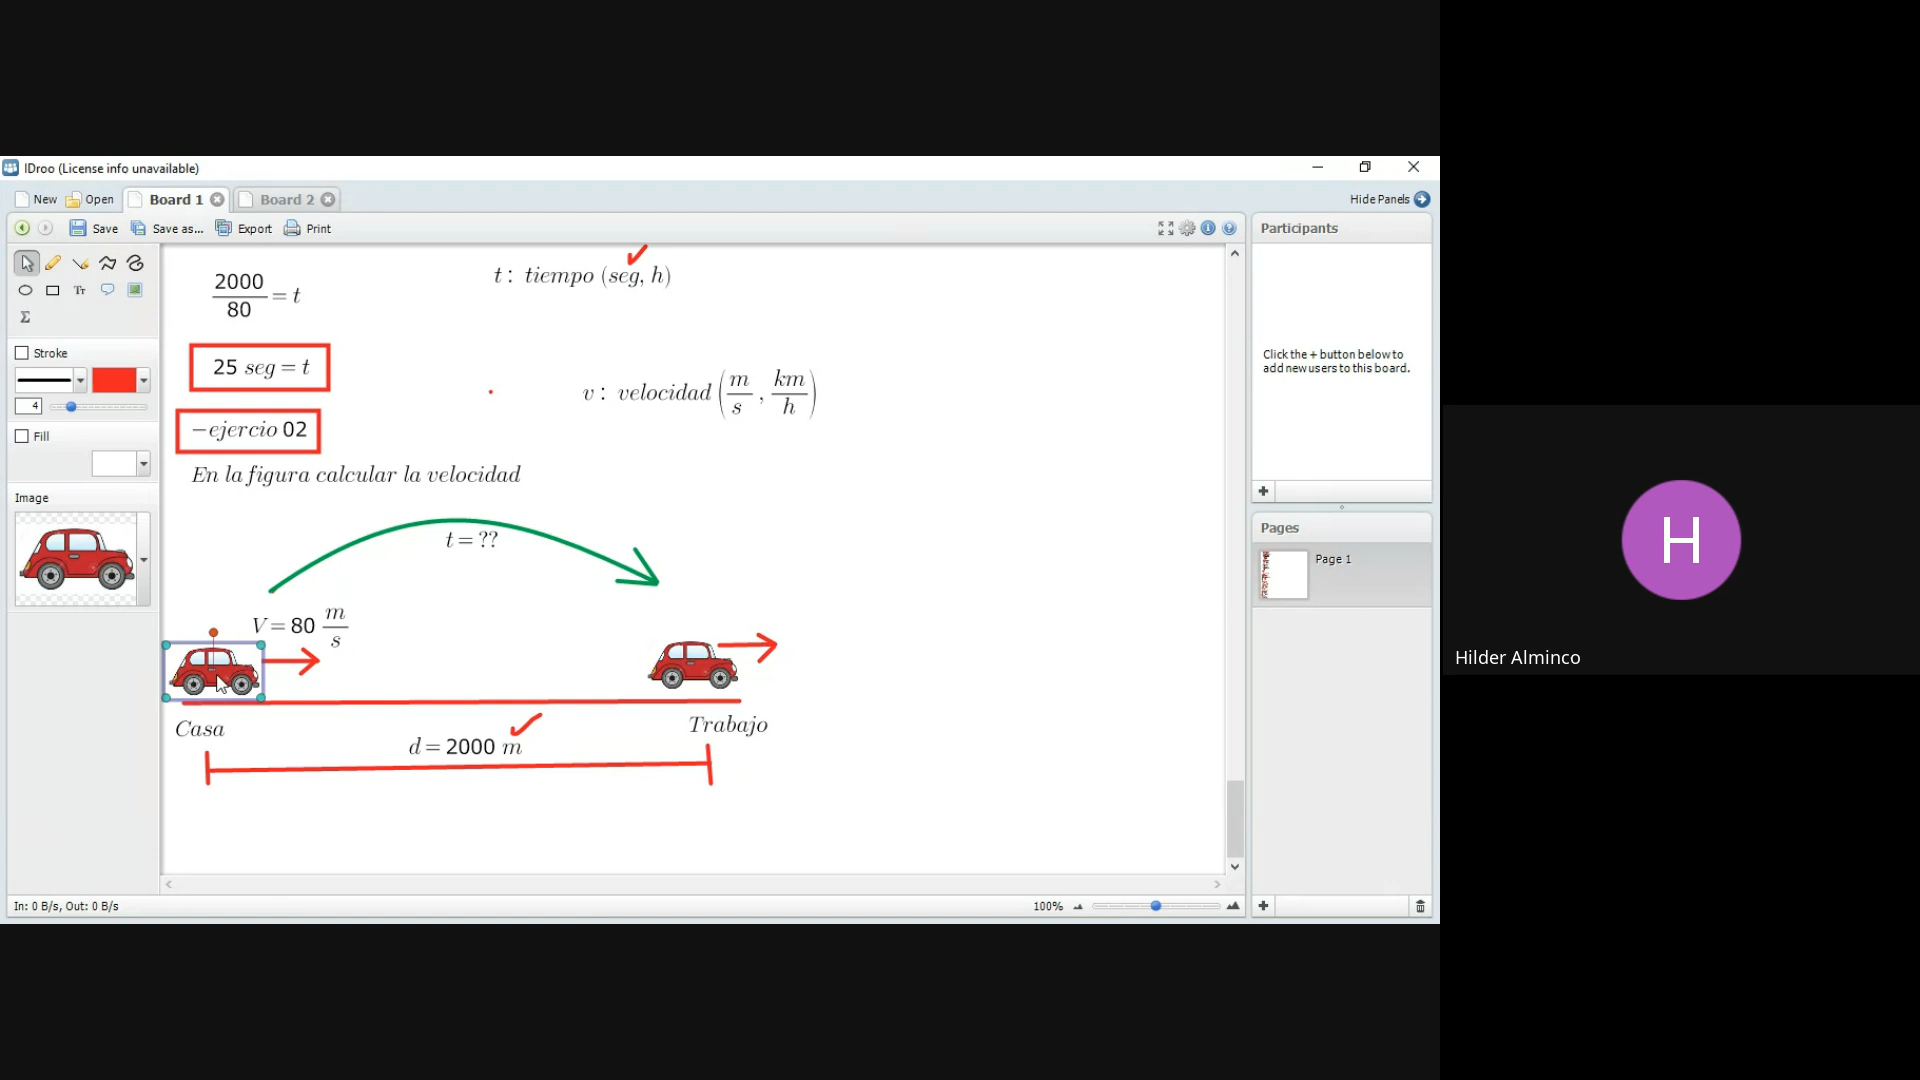 IDroo (License info unavailable)
New Open Board 1 Board 2 Hide Panels
Save Save as... Export Print
Participants
Click the + button below to
add new users to this board.
Pages
Page 1
Tr
Σ
Stroke
4
Fill
Image
2000/80 = t
t : tiempo (seg, h)
25 seg = t
v : velocidad (m/s , km/h)
−ejercio 02
En la figura calcular la velocidad
t = ??
V = 80 m/s
Casa
Trabajo
d = 2000 m
In: 0 B/s, Out: 0 B/s
100%
H
Hilder Alminco